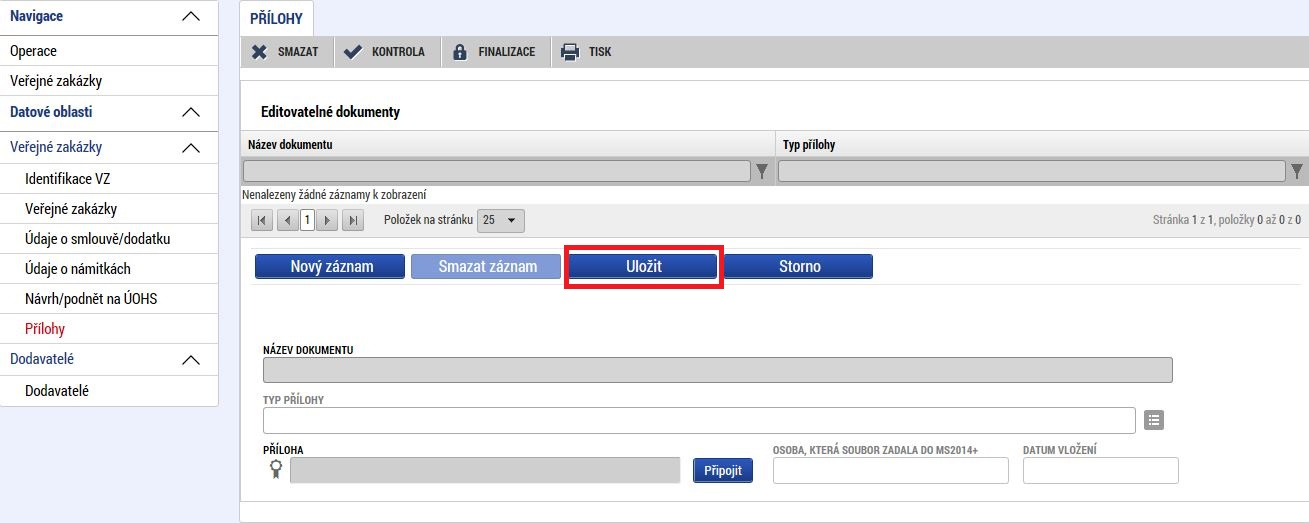 Navigace
Operace
Veřejné zakázky
Datové oblasti
Veřejné zakázky
Identifikace VZ
Veřejné zakázky
Údaje o smlouvě/dodatku
Údaje o námitkách
Návrh/podnět na ÚOHS
Přílohy
Dodavatelé
Dodavatelé
PŘÍLOHY
SMAZAT KONTROLA FINALIZACE TISK
Editovatelné dokumenty
Název dokumentu Typ přílohy
Nenalezeny žádné záznamy k zobrazení
1 Položek na stránku 25 Stránka 1 z 1, položky 0 až 0 z 0
Nový záznam Smazat záznam Uložit Storno
NÁZEV DOKUMENTU
TYP PŘÍLOHY
PŘÍLOHA OSOBA, KTERÁ SOUBOR ZADALA DO MS2014+ DATUM VLOŽENÍ
Připojit